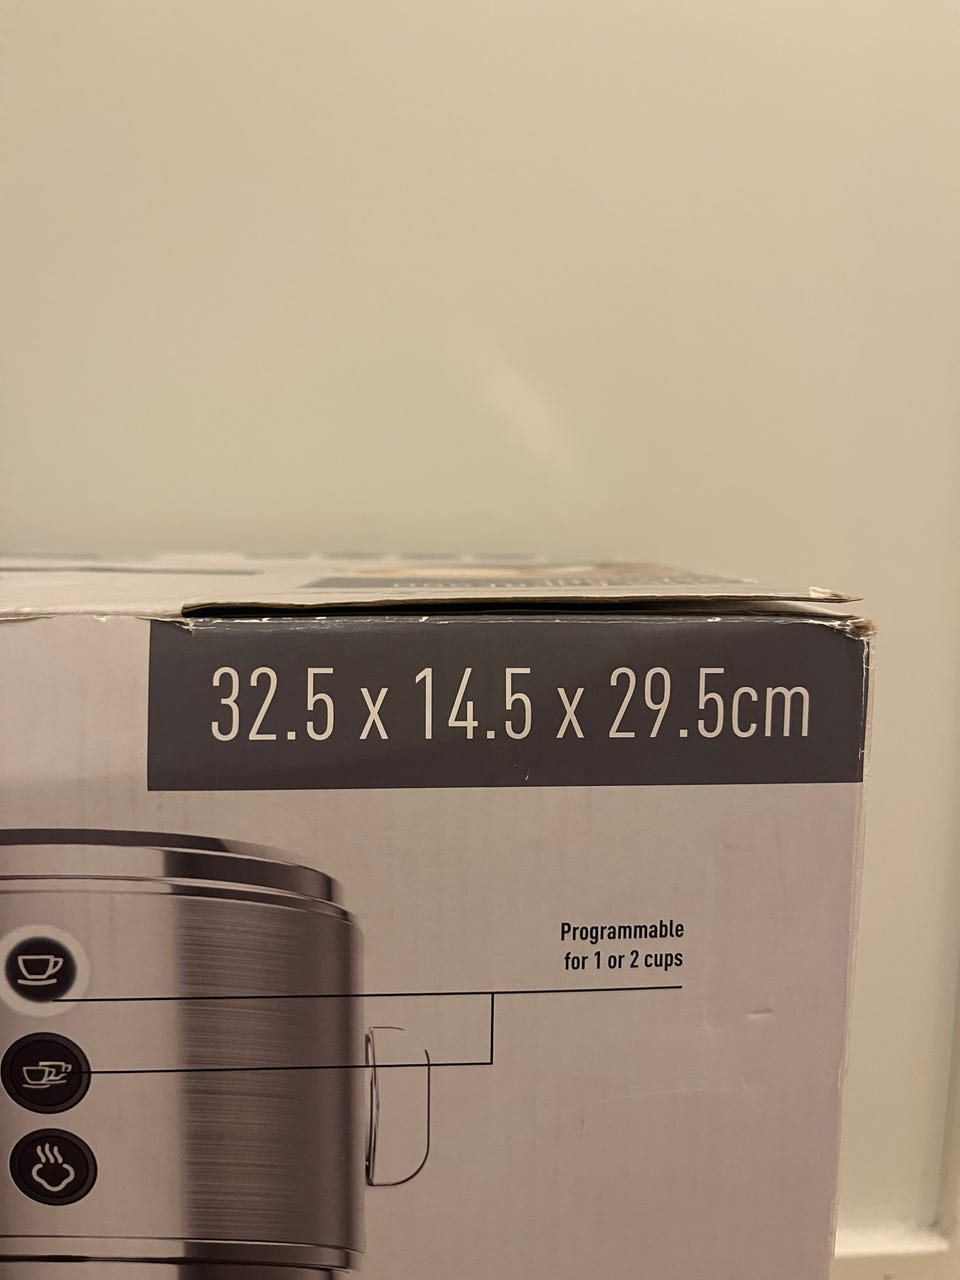 32.5 x 14.5 x 29.5cm
Programmable
for 1 or 2 cups